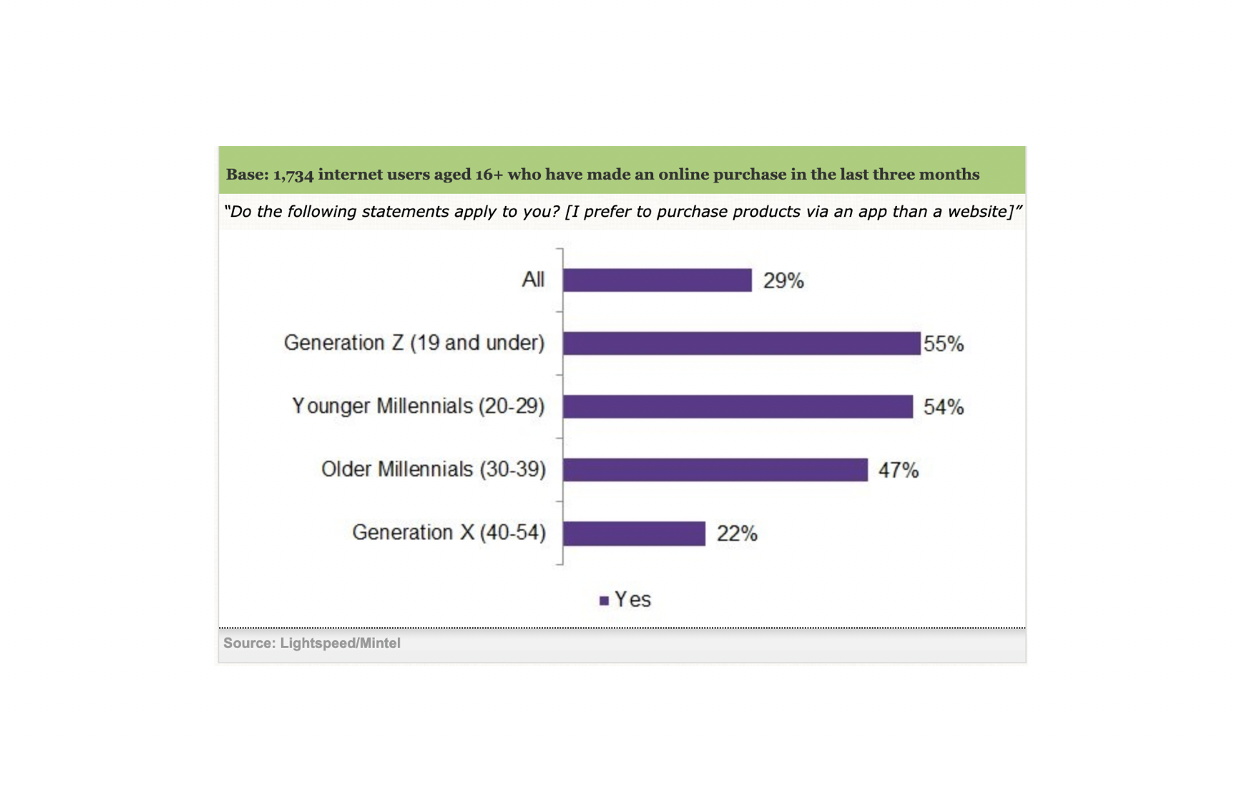 Base: 1,734 internet users aged 16+ who have made an online purchase in the last three months
“Do the following statements apply to you? [I prefer to purchase products via an app than a website]”
All 29%
Generation Z (19 and under) 55%
Younger Millennials (20-29) 54%
Older Millennials (30-39) 47%
Generation X (40-54) 22%
Yes
Source: Lightspeed/Mintel